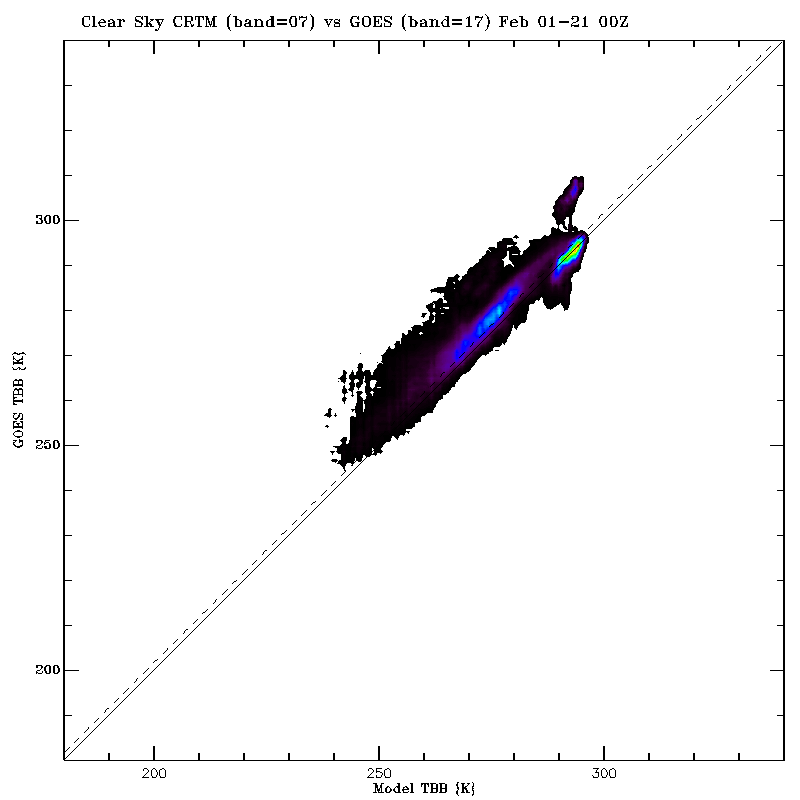 Clear Sky CRTM (band=07) vs GOES (band=17) Feb 01-21 00Z
300
250
200
GOES TBB {K}
200 250 300
Model TBB {K}